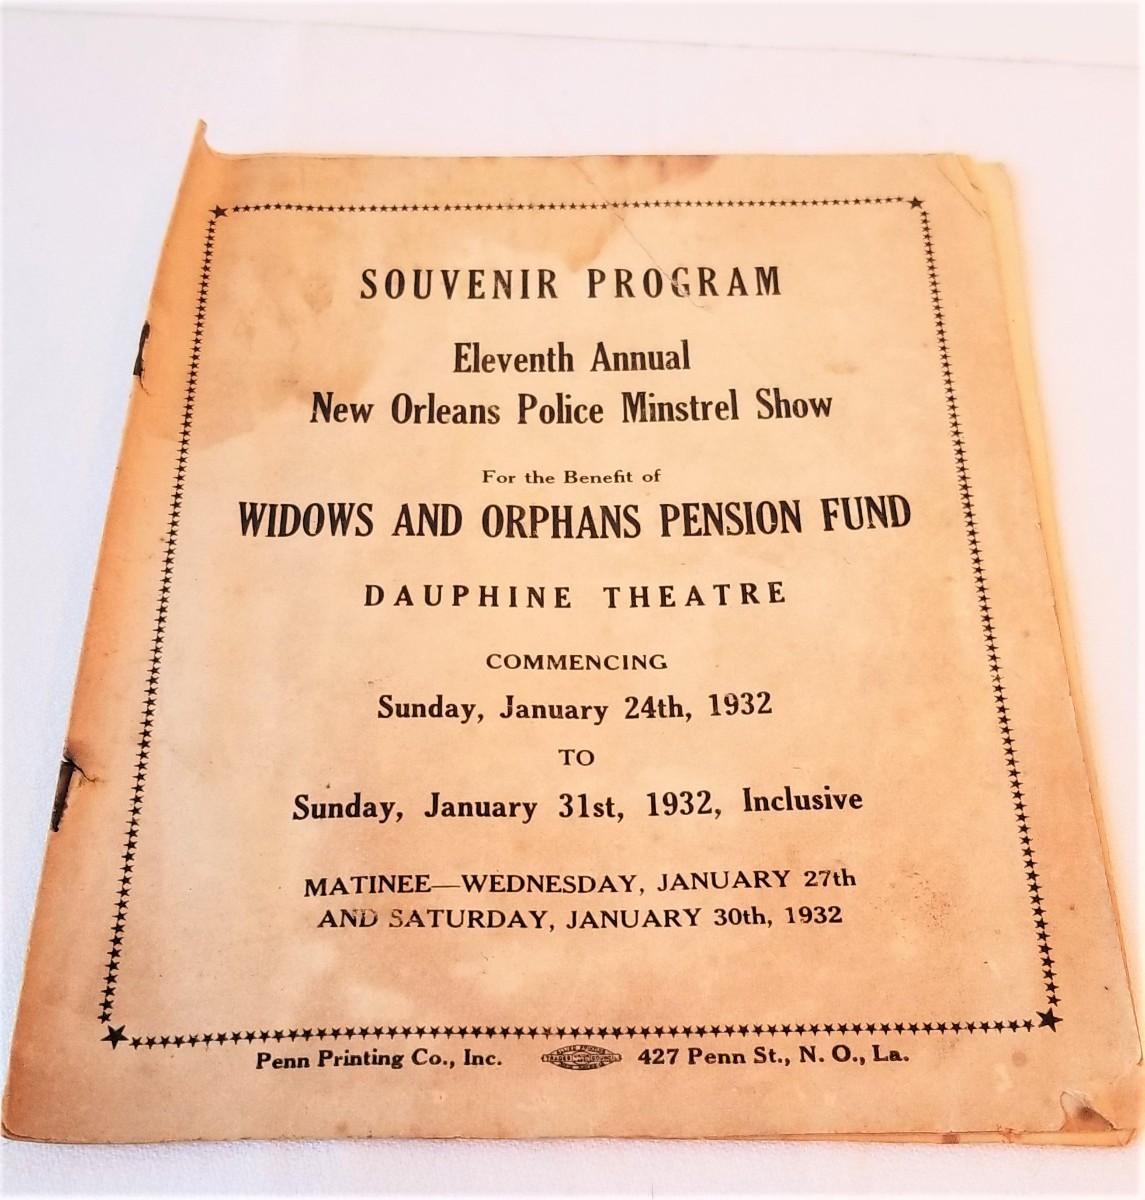 SOUVENIR PROGRAM
Eleventh Annual
New Orleans Police Minstrel Show
For the Benefit of
WIDOWS AND ORPHANS PENSION FUND
DAUPHINE THEATRE
COMMENCING
Sunday, January 24th, 1932
TO
Sunday, January 31st, 1932, Inclusive
MATINEE—WEDNESDAY, JANUARY 27th
AND SATURDAY, JANUARY 30th, 1932
Penn Printing Co., Inc. 427 Penn St., N. O., La.